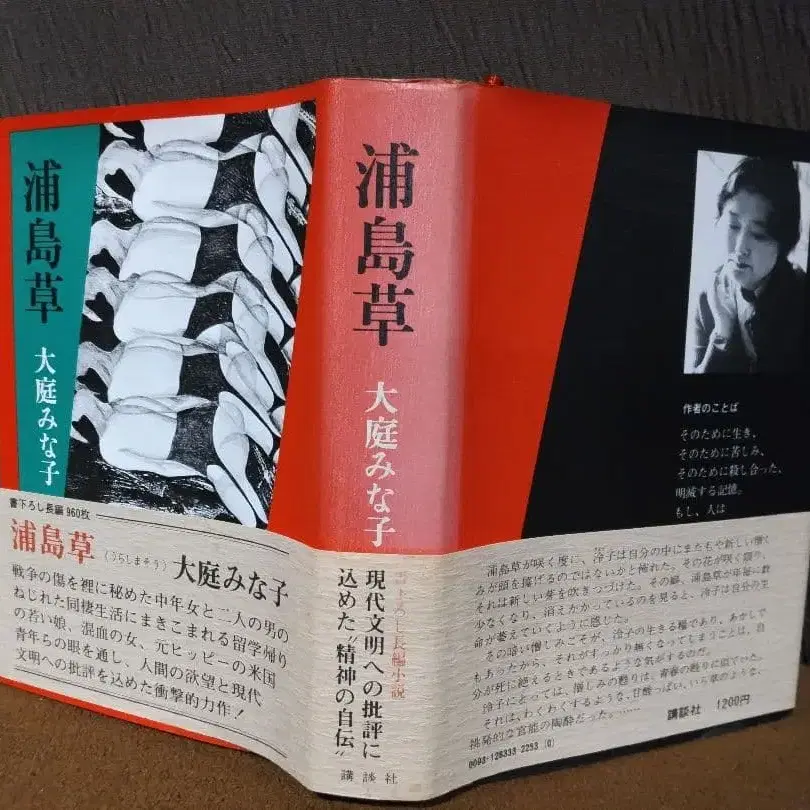 浦島草
大庭みな子
書下ろし長編960枚
浦島草
(うらしまそう)
大庭みな子
戦争の傷を裡に秘めた中年女と二人の男の
ねじれた同棲生活にまきこまれる留学帰り
の若い娘、混血の女、元ヒッピーの米国
青年らの眼を通し、人間の欲望と現代
文明への批評を込めた衝撃的力作！
浦島草
大庭みな子
書下ろし長編小説
現代文明への批評に
込めた〝精神の自伝〟
講談社
作者のことば
そのために生き、
そのために苦しみ、
そのために殺し合った、
明滅する記憶。
もし、人は
浦島草が咲く度に、泠子は自分の中にまたもや新しい憎し
みが頭を擡げるのではないかと怖れた。その花が咲く限り、
それは新しい芽を吹きつづけた。その癖、浦島草が年毎に数
少なくなり、消えかかっているのを見ると、泠子は自分の生
命が萎えていくように感じた。
その暗い憎しみこそが、泠子の生きる糧であり、あかしで
もあったから、それがすっかり無くなってしまうことは、自
分が死に絶えるときであるような気がするのだ。
泠子にとっては、憎しみの甦りは、青春の甦りに似ていた。
それは、わくわくするような、甘酸っぱい、いら草のような、
挑発的な官能の陶酔だった。……
講談社 1200円
0093-128333-2253 (0)